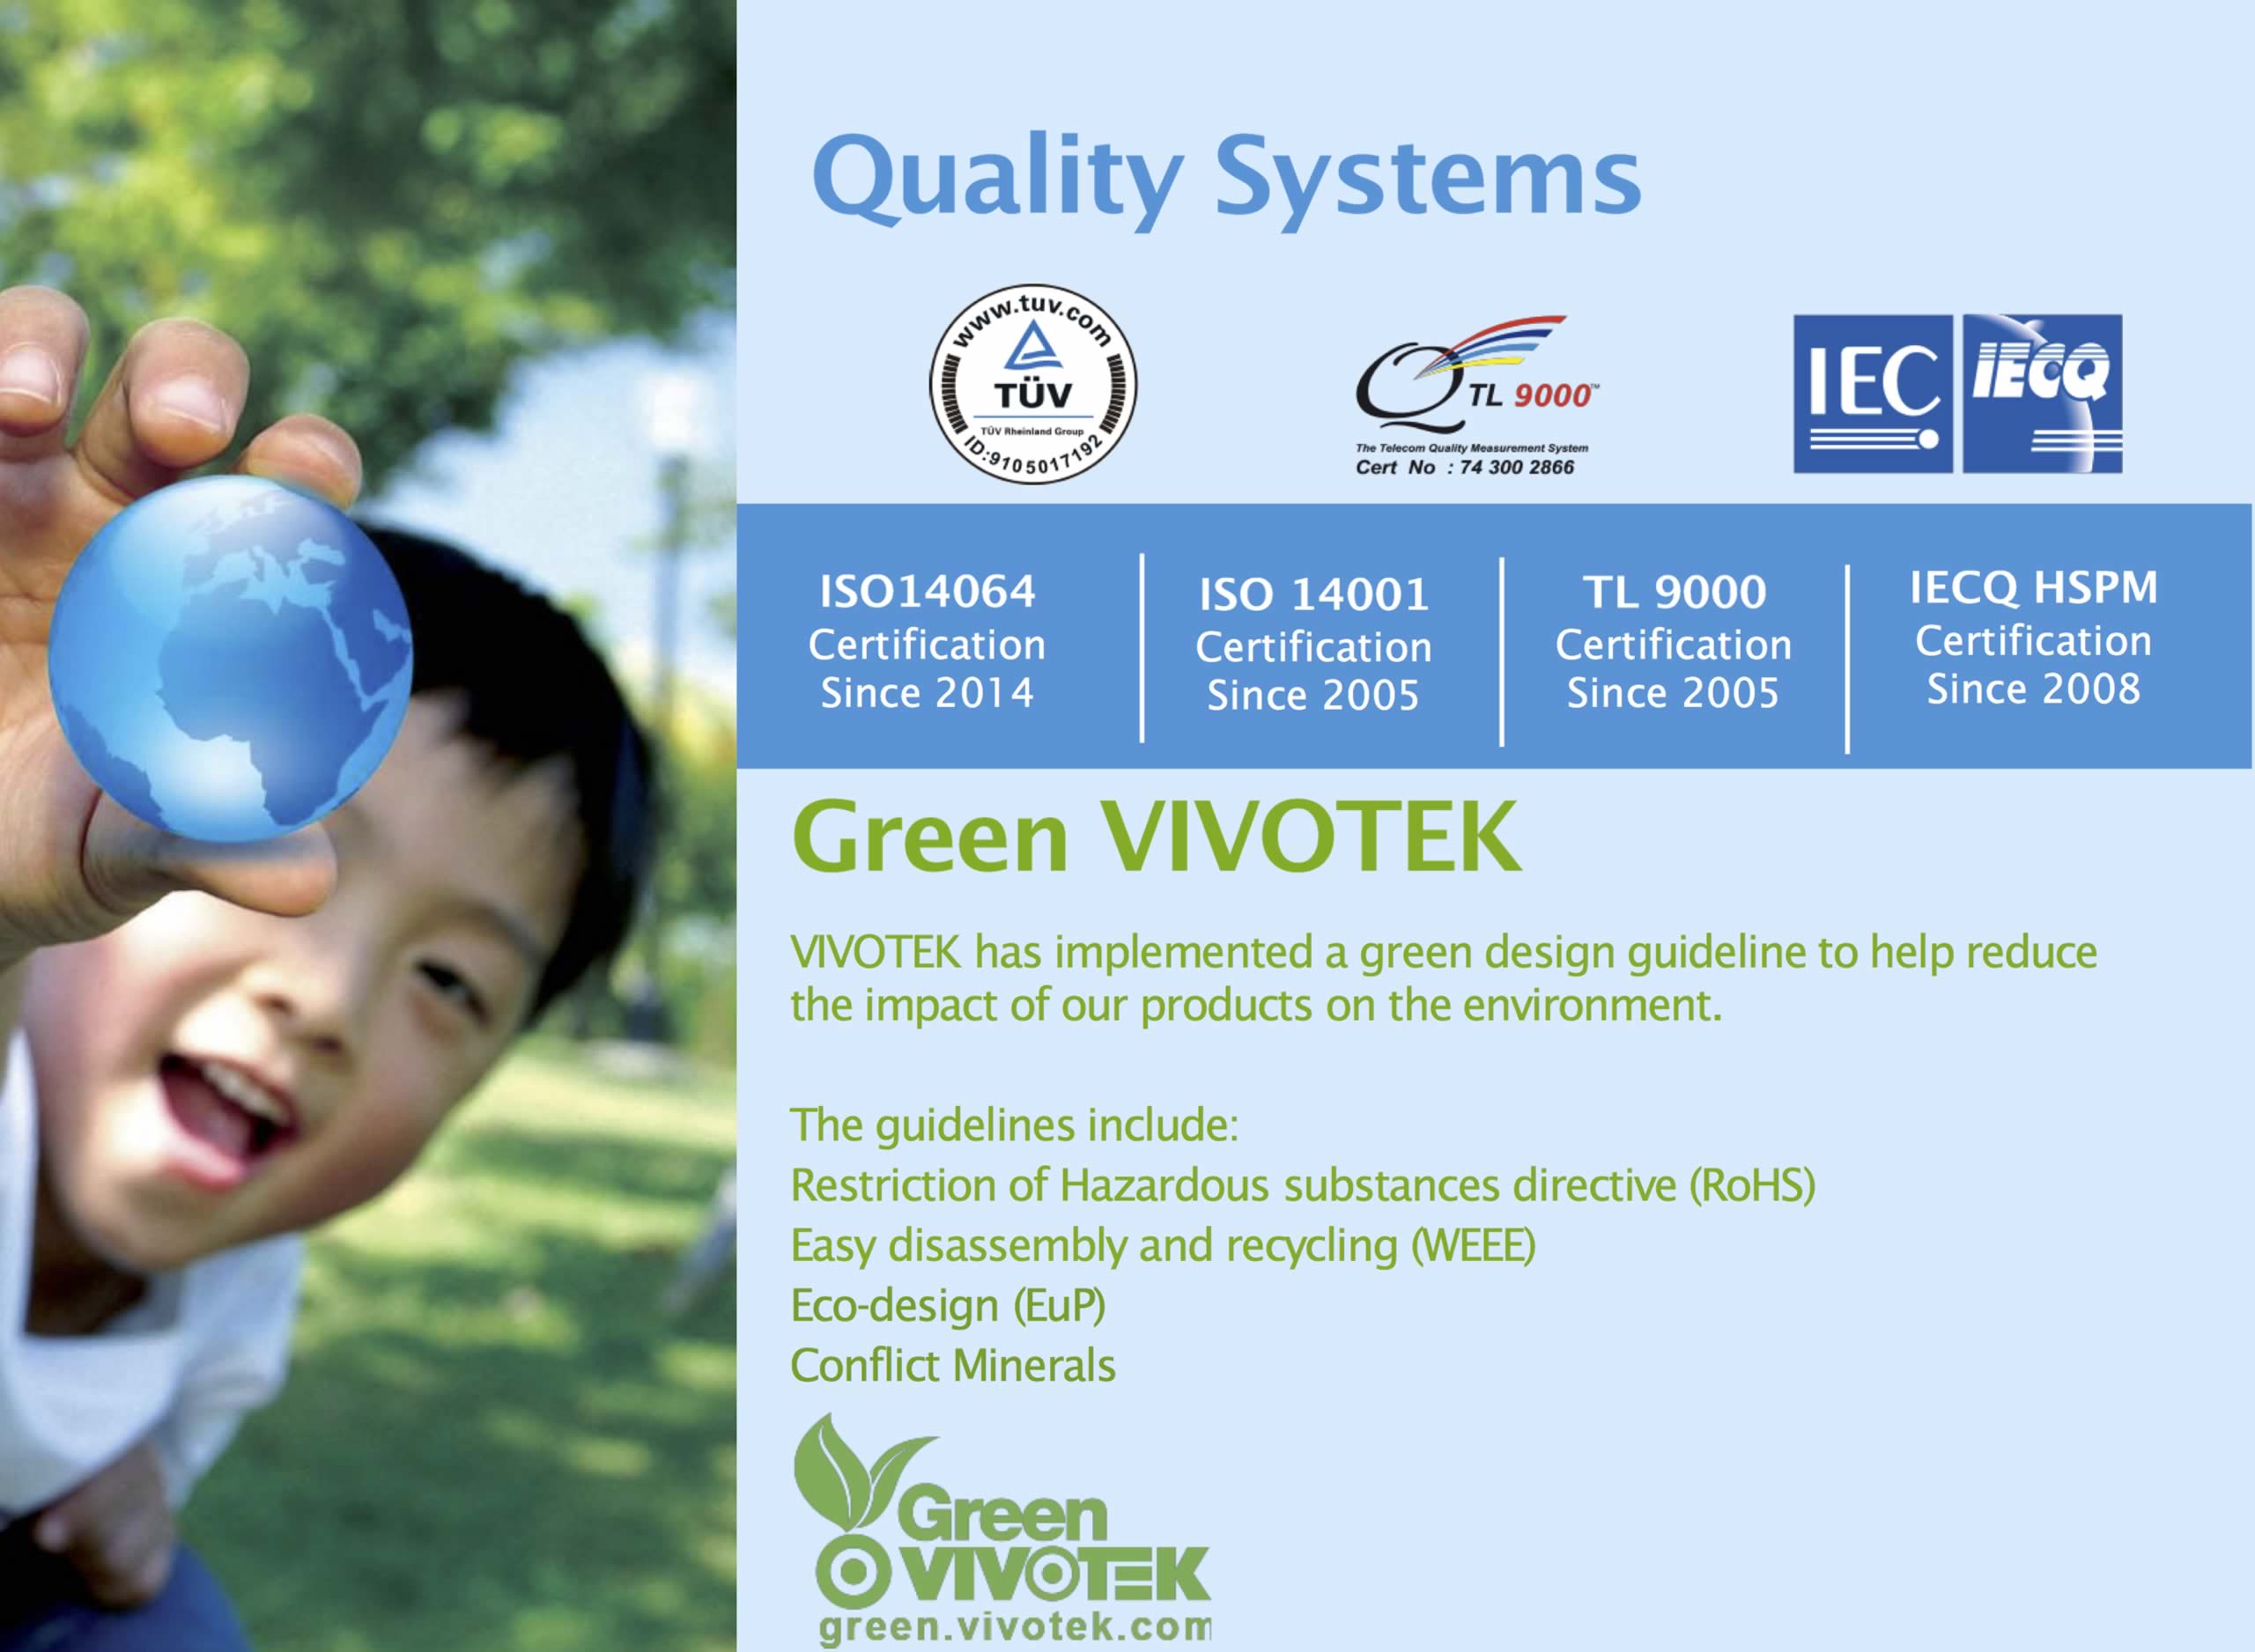 Quality Systems
www.tuv.com
TÜV
TÜV Rheinland Group
ID:9105017192
Q TL 9000™
The Telecom Quality Measurement System
Cert No : 74 300 2866
IEC
IECQ
ISO14064
Certification
Since 2014
ISO 14001
Certification
Since 2005
TL 9000
Certification
Since 2005
IECQ HSPM
Certification
Since 2008
Green VIVOTEK
VIVOTEK has implemented a green design guideline to help reduce
the impact of our products on the environment.
The guidelines include:
Restriction of Hazardous substances directive (RoHS)
Easy disassembly and recycling (WEEE)
Eco-design (EuP)
Conflict Minerals
Green
VIVOTEK
green.vivotek.com